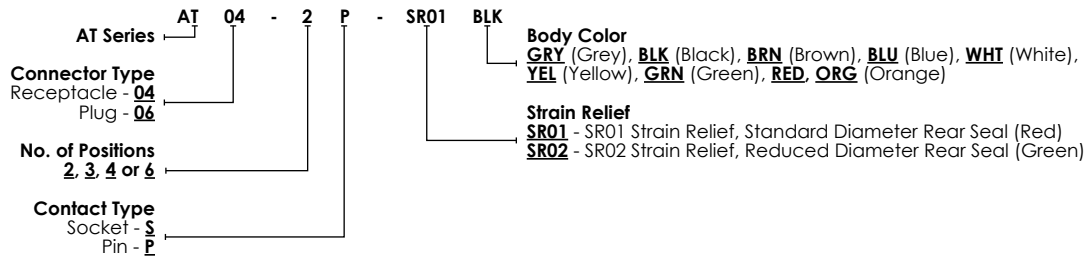 AT 04 - 2 P - SR01 BLK
AT Series
Connector Type
Receptacle - 04
Plug - 06
No. of Positions
2, 3, 4 or 6
Contact Type
Socket - S
Pin - P
Body Color
GRY (Grey), BLK (Black), BRN (Brown), BLU (Blue), WHT (White),
YEL (Yellow), GRN (Green), RED, ORG (Orange)
Strain Relief
SR01 - SR01 Strain Relief, Standard Diameter Rear Seal (Red)
SR02 - SR02 Strain Relief, Reduced Diameter Rear Seal (Green)